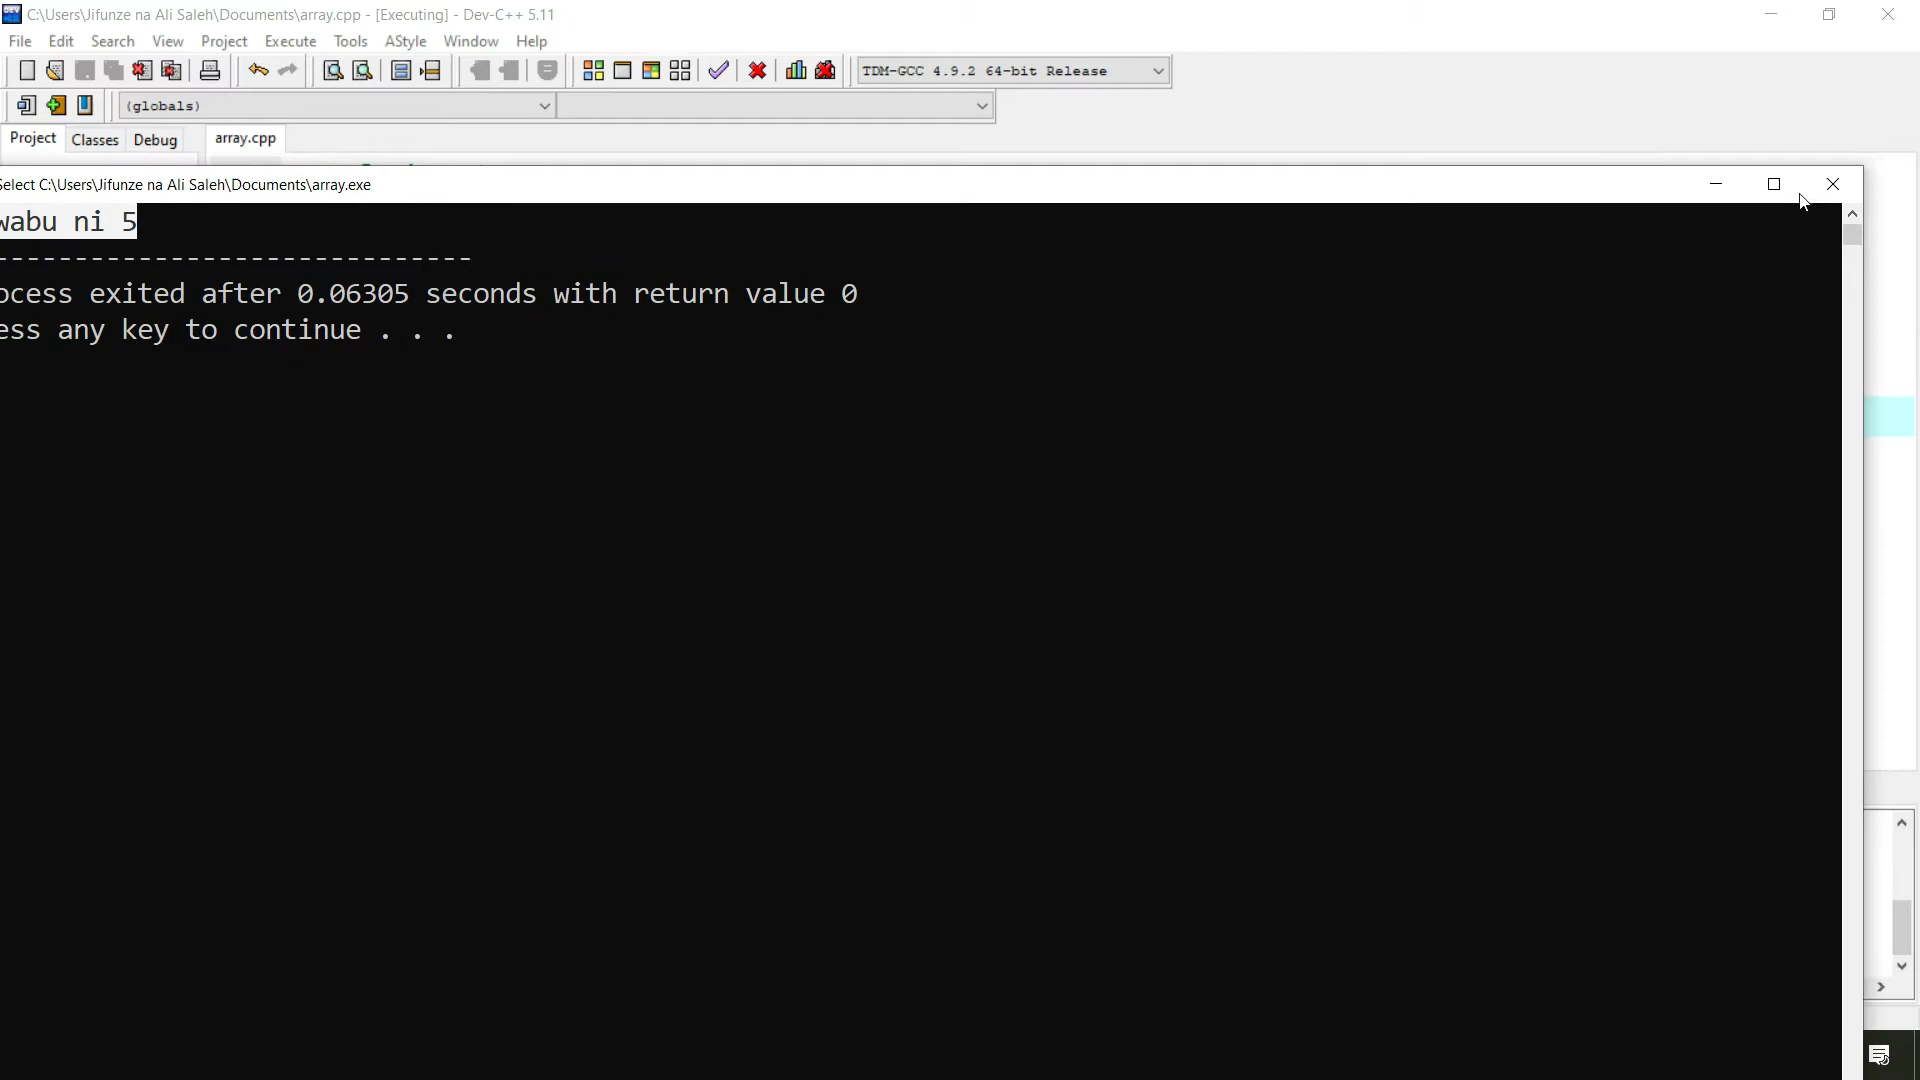 C:\Users\Jifunze na Ali Saleh\Documents\array.cpp - [Executing] - Dev-C++ 5.11
File Edit Search View Project Execute Tools AStyle Window Help
TDM-GCC 4.9.2 64-bit Release
(globals)
Project Classes Debug array.cpp
Select C:\Users\Jifunze na Ali Saleh\Documents\array.exe
wabu ni 5
------------------------------
ocess exited after 0.06305 seconds with return value 0
ess any key to continue . . .